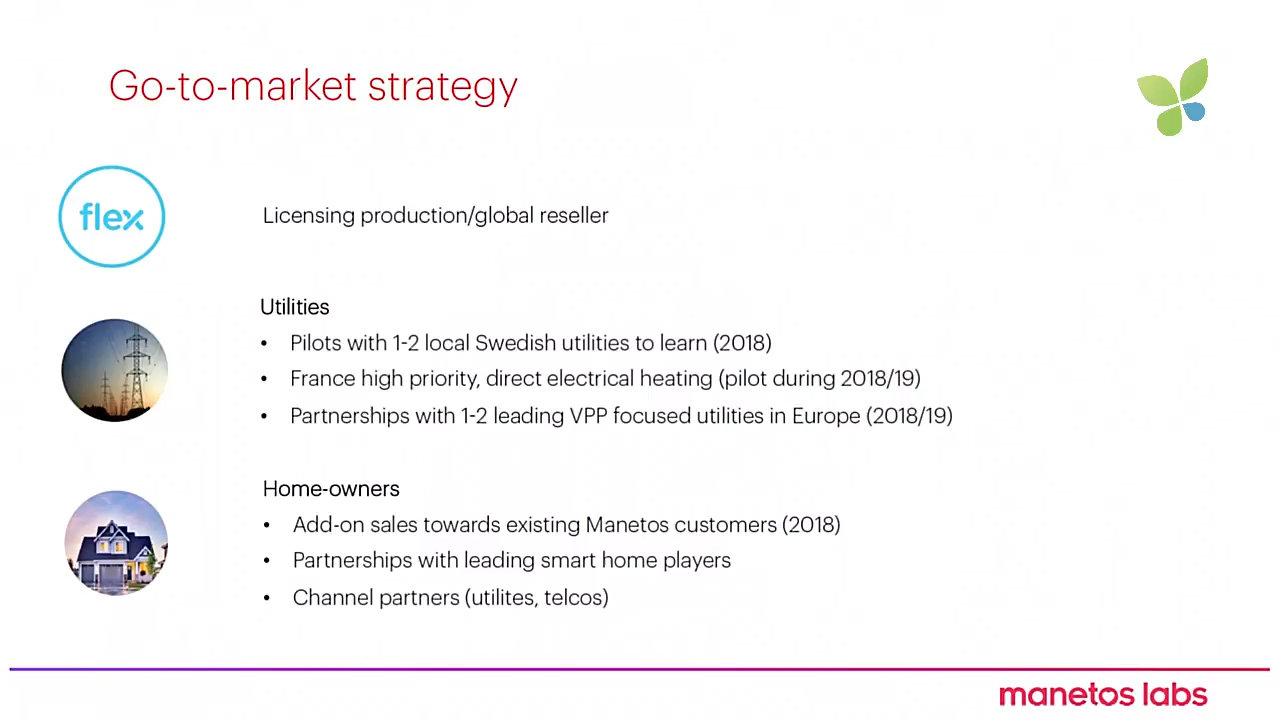 Go-to-market strategy
flex
Licensing production/global reseller
Utilities
• Pilots with 1-2 local Swedish utilities to learn (2018)
• France high priority, direct electrical heating (pilot during 2018/19)
• Partnerships with 1-2 leading VPP focused utilities in Europe (2018/19)
Home-owners
• Add-on sales towards existing Manetos customers (2018)
• Partnerships with leading smart home players
• Channel partners (utilites, telcos)
manetos labs